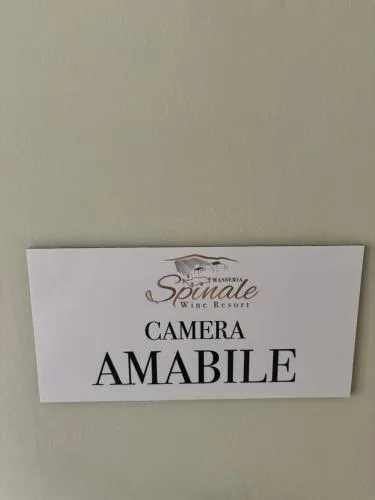 MASSERIA
Spinale
Wine Resort
CAMERA
AMABILE